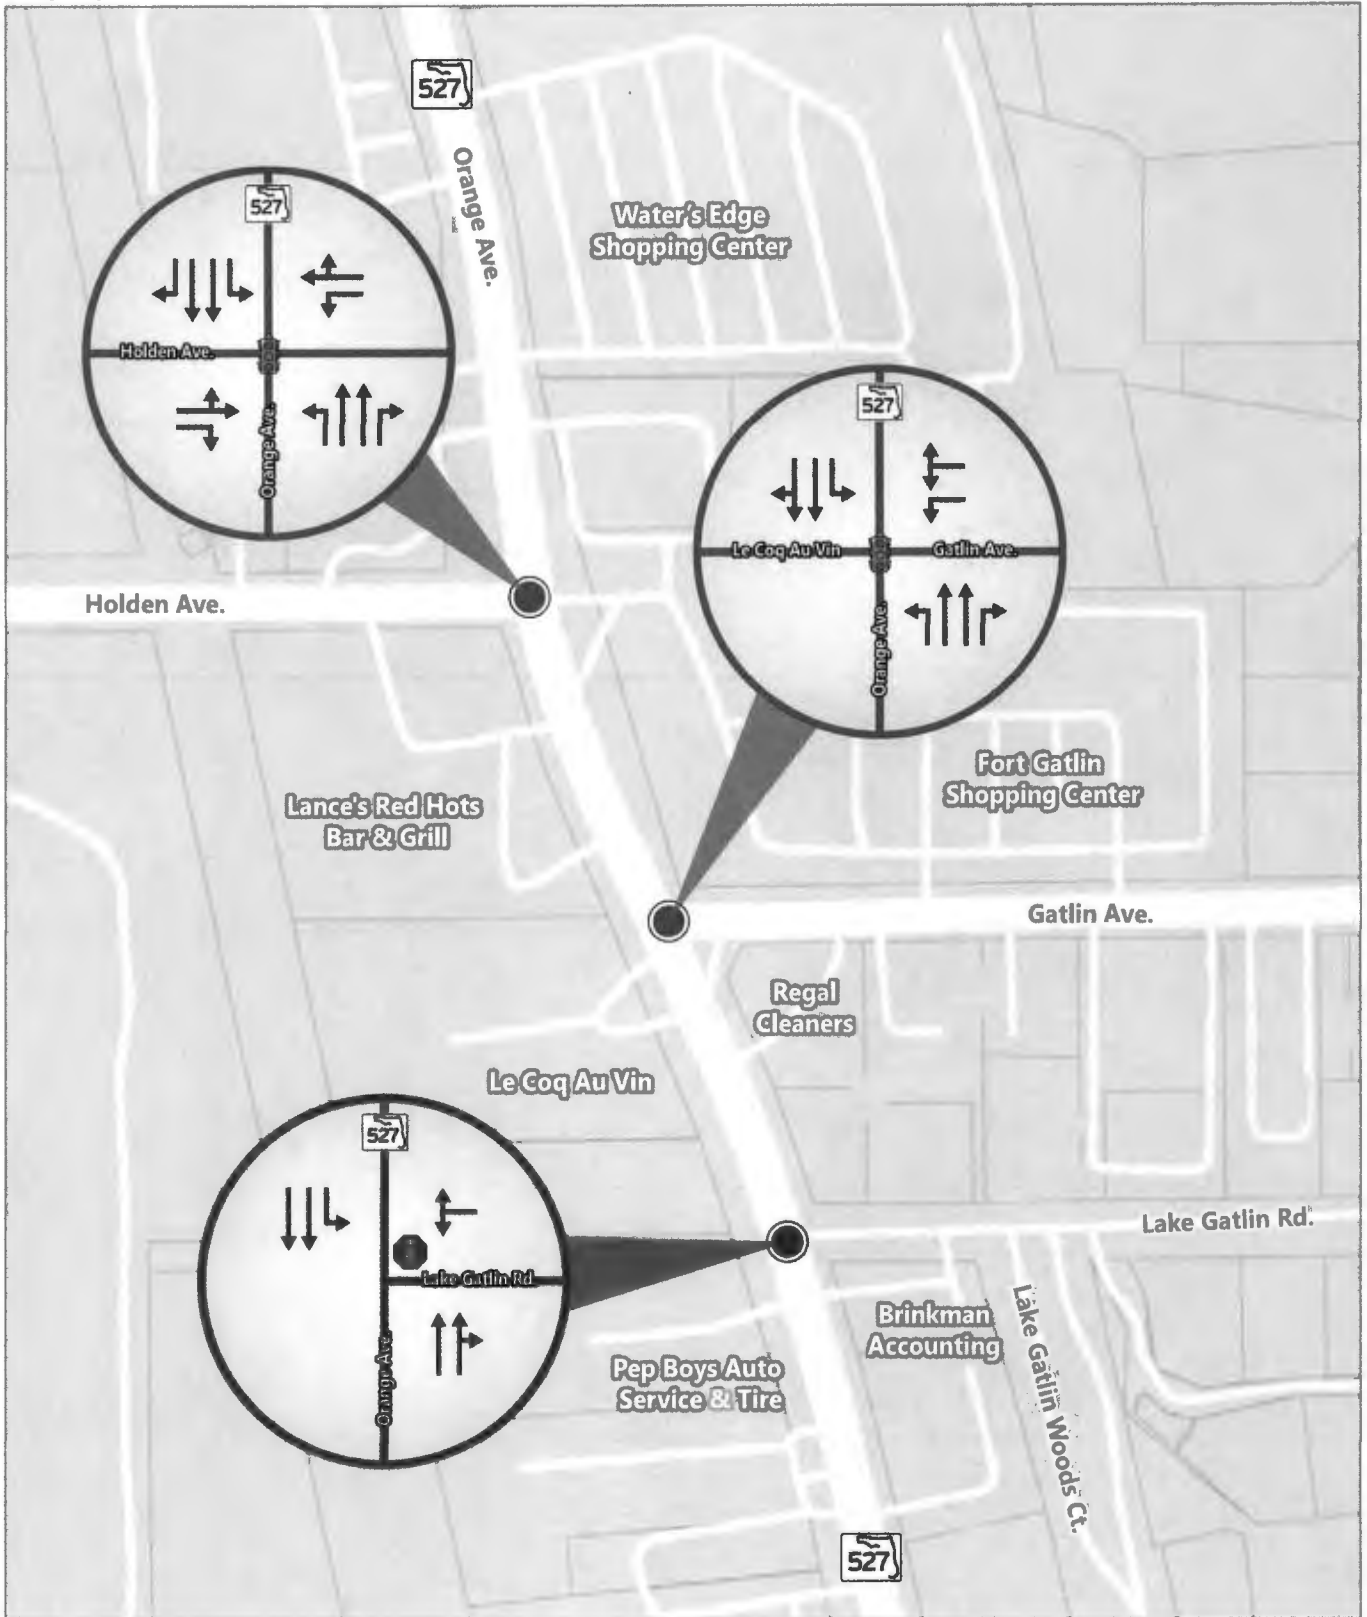 527
Orange Ave.
Water's Edge
Shopping Center
527
Holden Ave.
Orange Ave.
527
Le Coq Au Vin
Gatlin Ave.
Orange Ave.
Holden Ave.
Fort Gatlin
Shopping Center
Lance's Red Hots
Bar & Grill
Gatlin Ave.
Regal
Cleaners
Le Coq Au Vin
527
Lake Gatlin Rd.
Orange Ave.
Lake Gatlin Rd.
Brinkman
Accounting
Lake Gatlin Woods Ct.
Pep Boys Auto
Service & Tire
527